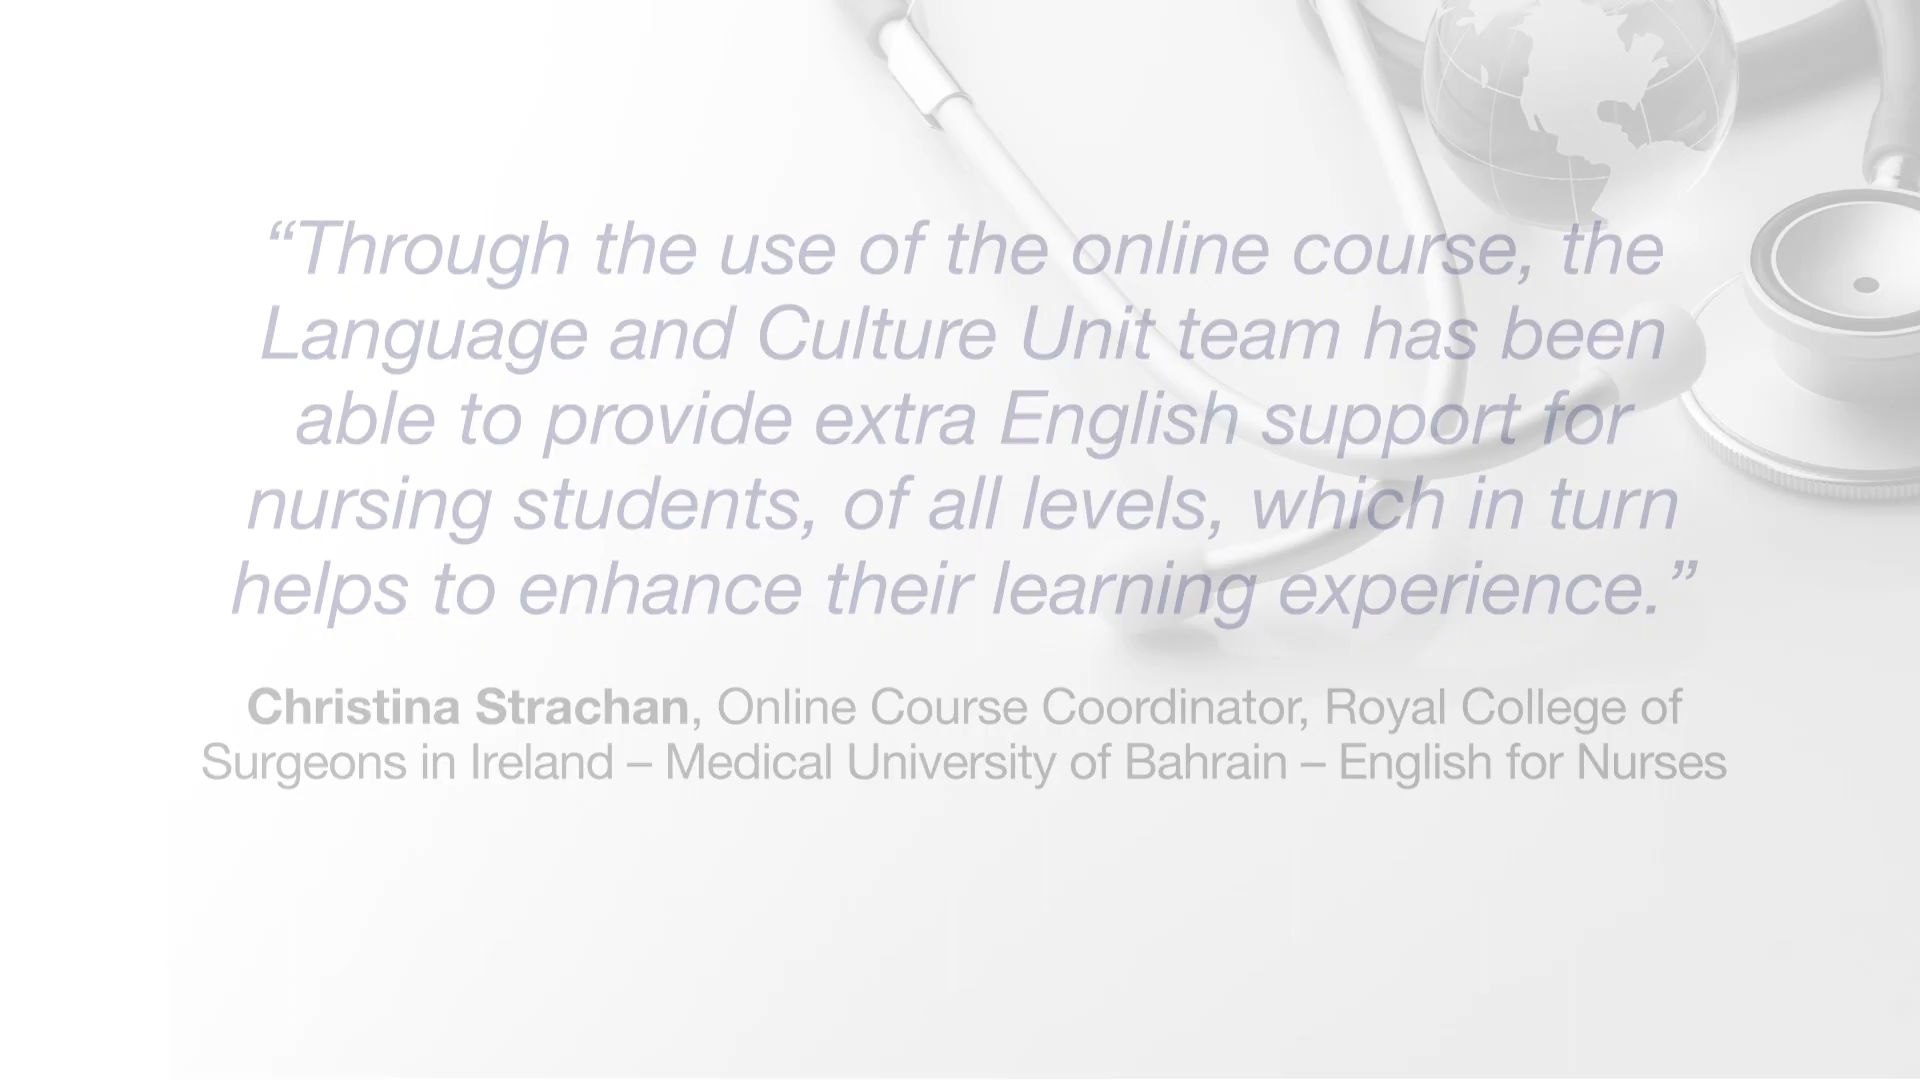 “Through the use of the online course, the
Language and Culture Unit team has been
able to provide extra English support for
nursing students, of all levels, which in turn
helps to enhance their learning experience.”
Christina Strachan, Online Course Coordinator, Royal College of
Surgeons in Ireland – Medical University of Bahrain – English for Nurses